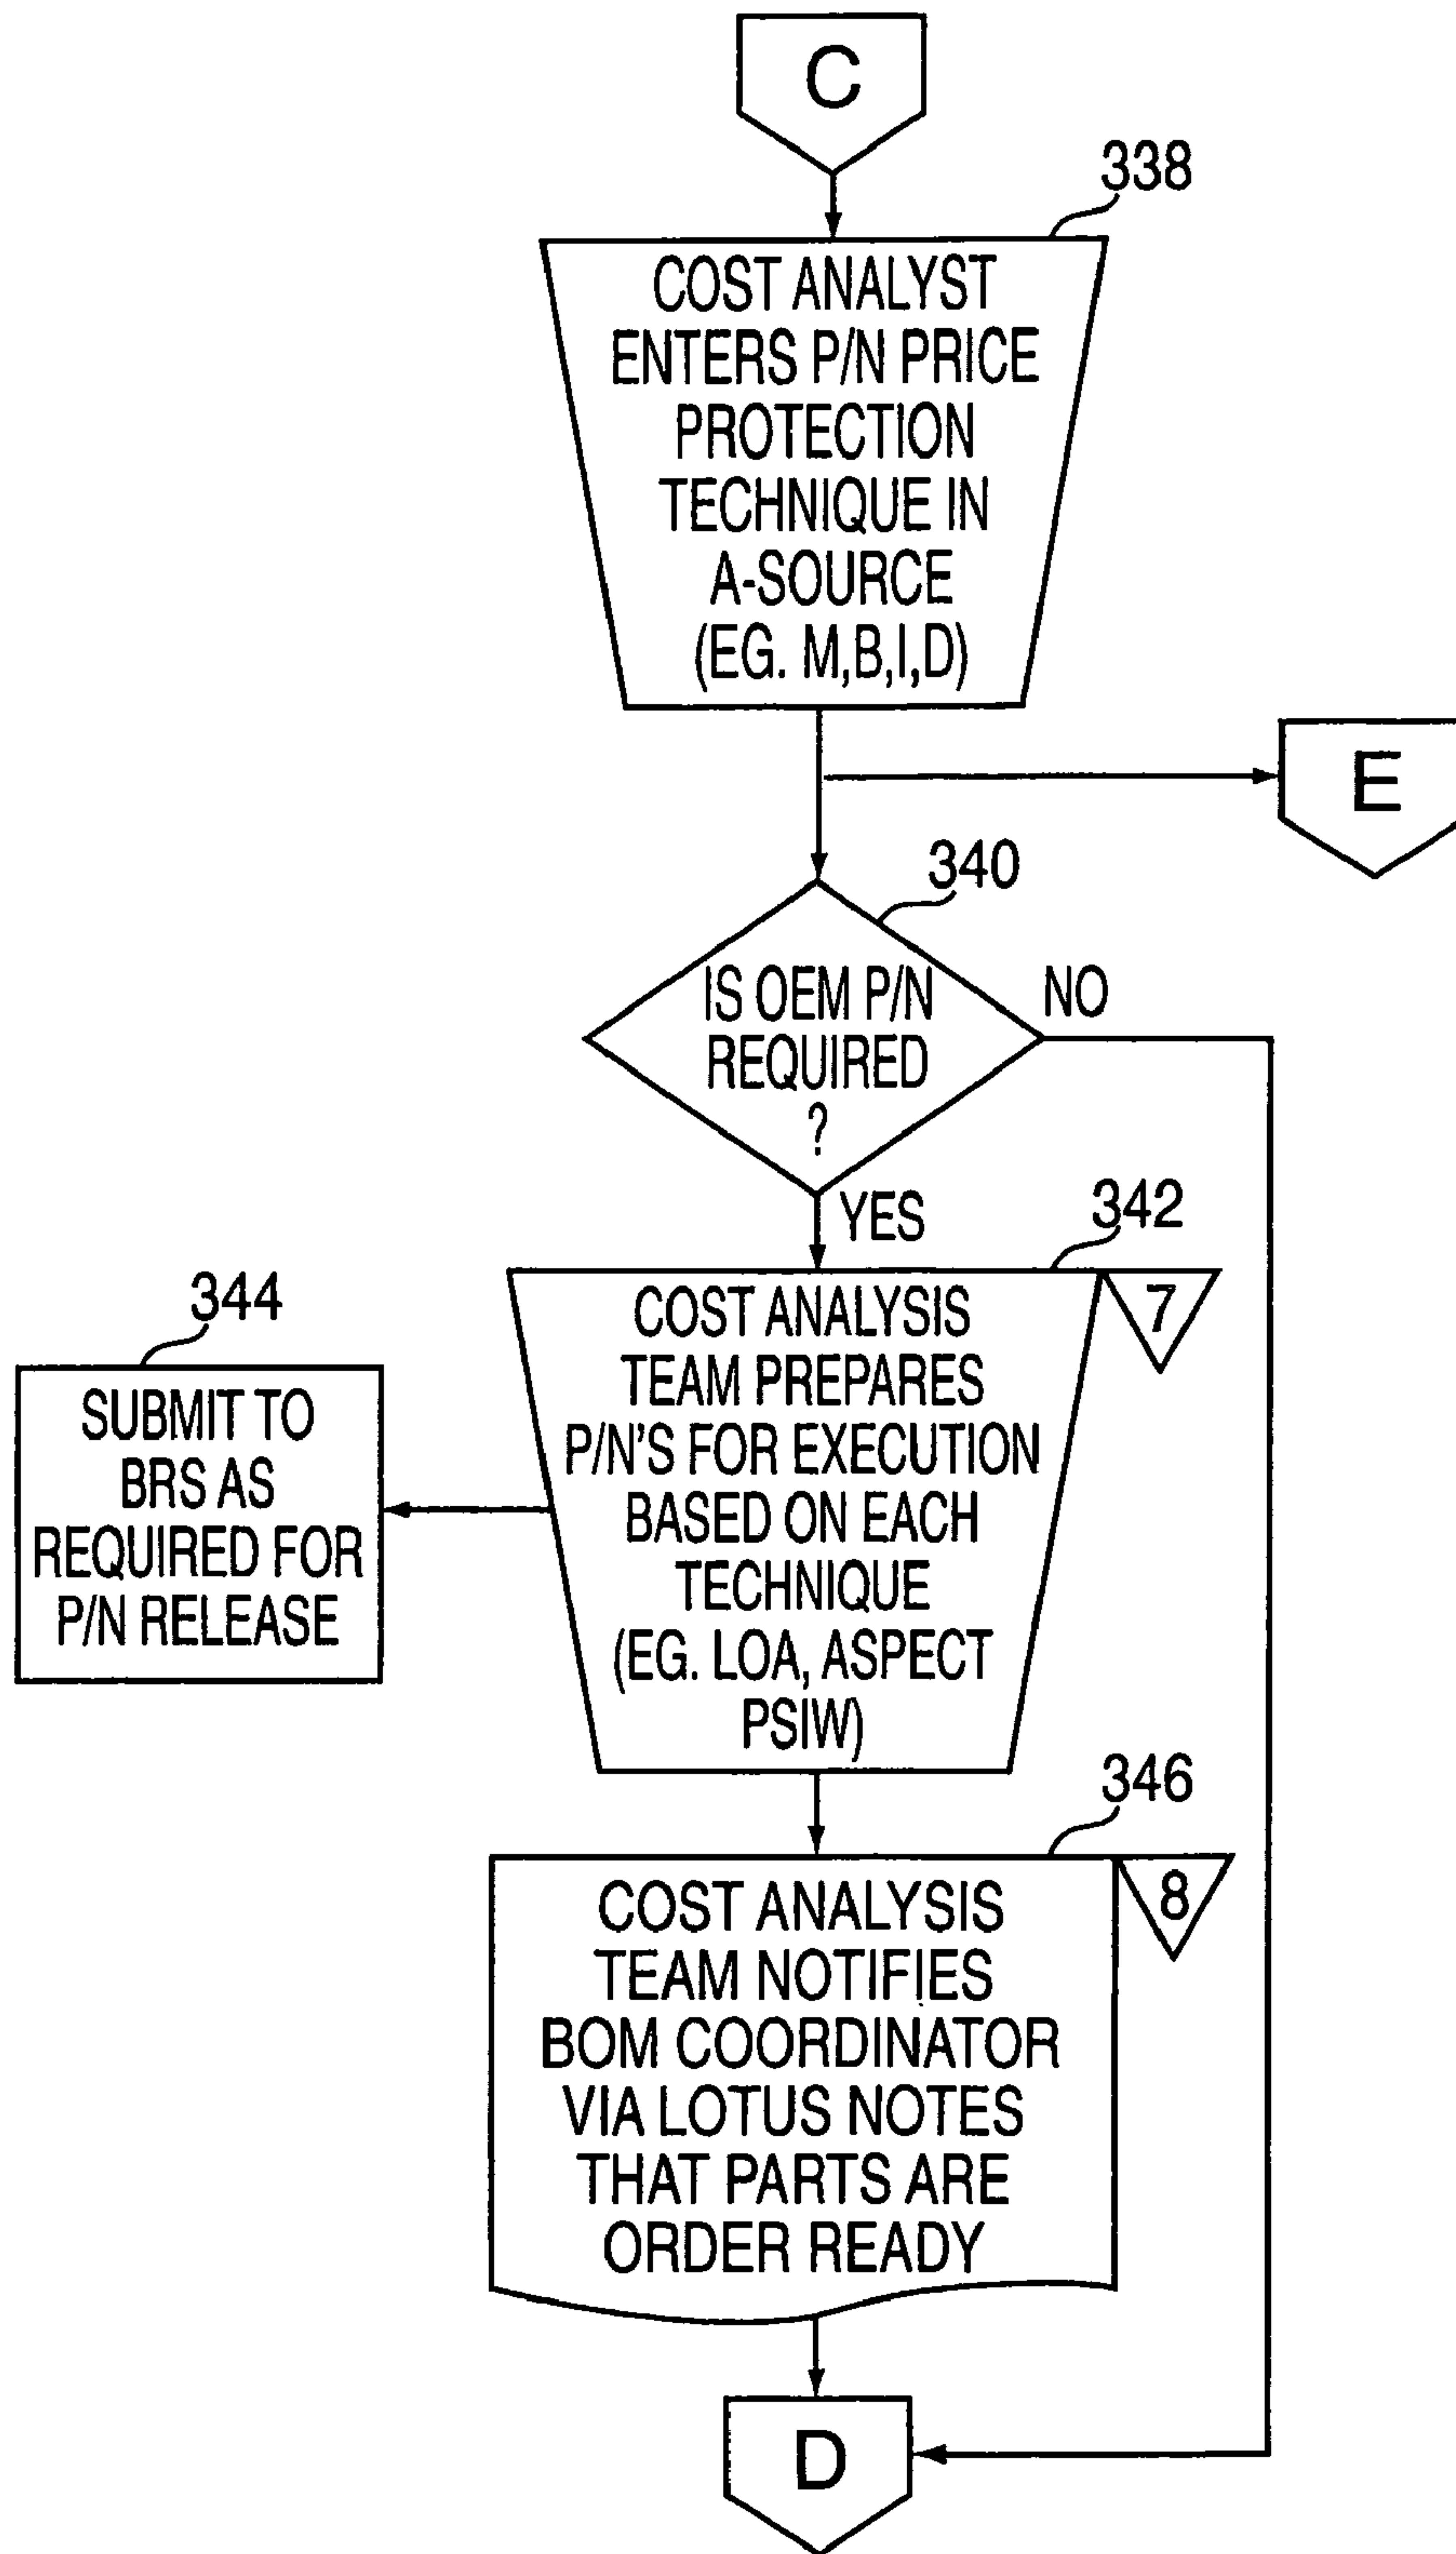 C
338
COST ANALYST
ENTERS P/N PRICE
PROTECTION
TECHNIQUE IN
A-SOURCE
(EG. M,B,I,D)
E
340
IS OEM P/N
REQUIRED
?
NO
YES
342
7
COST ANALYSIS
TEAM PREPARES
P/N'S FOR EXECUTION
BASED ON EACH
TECHNIQUE
(EG. LOA, ASPECT
PSIW)
344
SUBMIT TO
BRS AS
REQUIRED FOR
P/N RELEASE
346
8
COST ANALYSIS
TEAM NOTIFIES
BOM COORDINATOR
VIA LOTUS NOTES
THAT PARTS ARE
ORDER READY
D